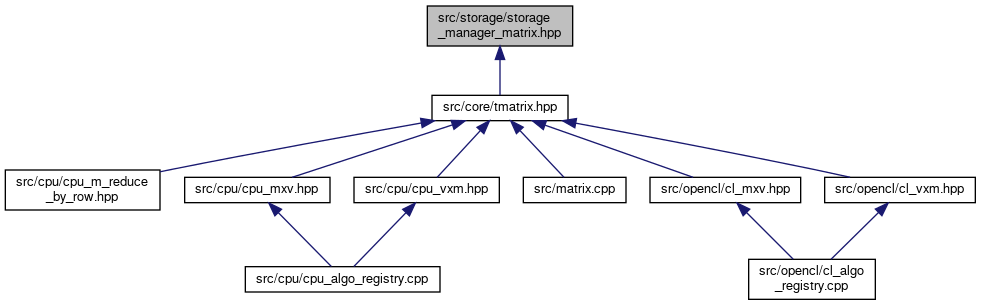 src/storage/storage
_manager_matrix.hpp
src/core/tmatrix.hpp
src/cpu/cpu_m_reduce
_by_row.hpp
src/cpu/cpu_mxv.hpp
src/cpu/cpu_vxm.hpp
src/matrix.cpp
src/opencl/cl_mxv.hpp
src/opencl/cl_vxm.hpp
src/cpu/cpu_algo_registry.cpp
src/opencl/cl_algo
_registry.cpp